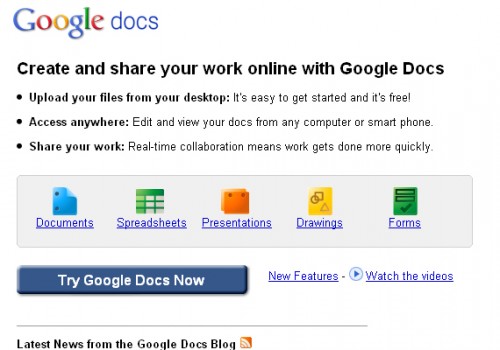 Google docs
Create and share your work online with Google Docs
Upload your files from your desktop: It's easy to get started and it's free!
Access anywhere: Edit and view your docs from any computer or smart phone.
Share your work: Real-time collaboration means work gets done more quickly.
Documents Spreadsheets Presentations Drawings Forms
Try Google Docs Now New Features - Watch the videos
Latest News from the Google Docs Blog